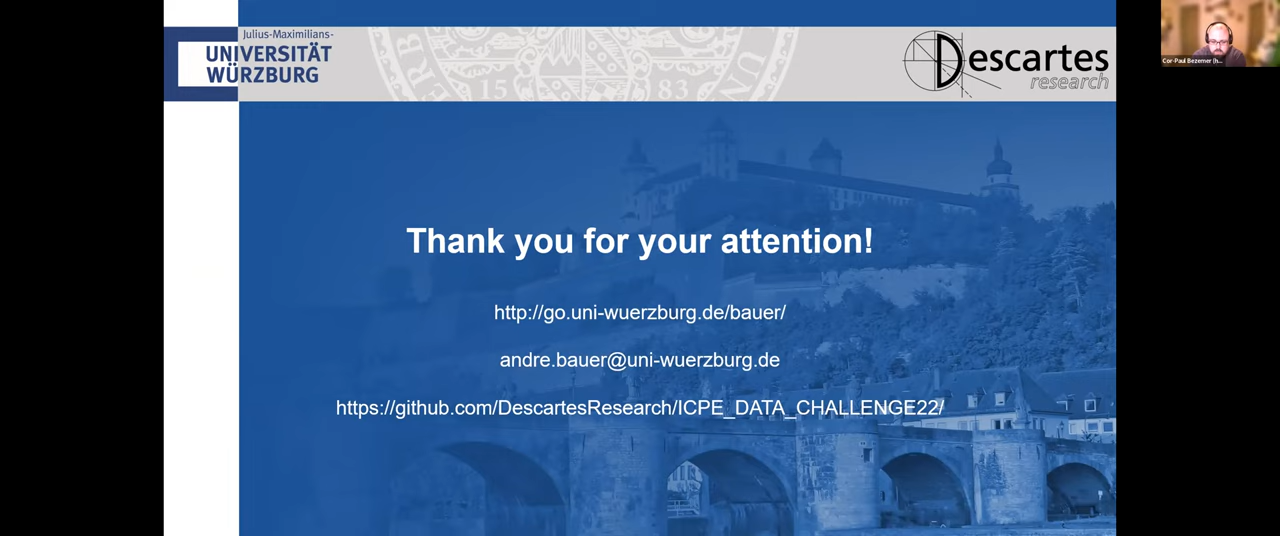 Julius-Maximilians-
UNIVERSITÄT
WÜRZBURG
Descartes
research
Cor-Paul Bezemer (h...
Thank you for your attention!
http://go.uni-wuerzburg.de/bauer/
andre.bauer@uni-wuerzburg.de
https://github.com/DescartesResearch/ICPE_DATA_CHALLENGE22/